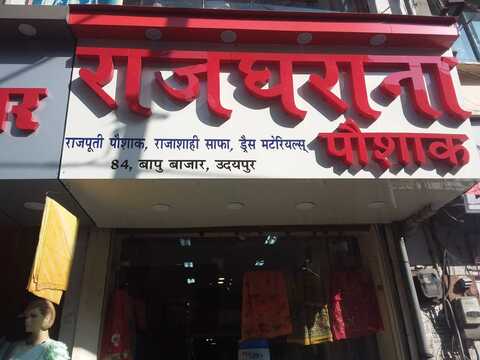 राजघराना
राजपूती पौशाक, राजाशाही साफा, ड्रैस मटेरियल्स्
पौशाक
84, बापु बाजार, उदयपुर